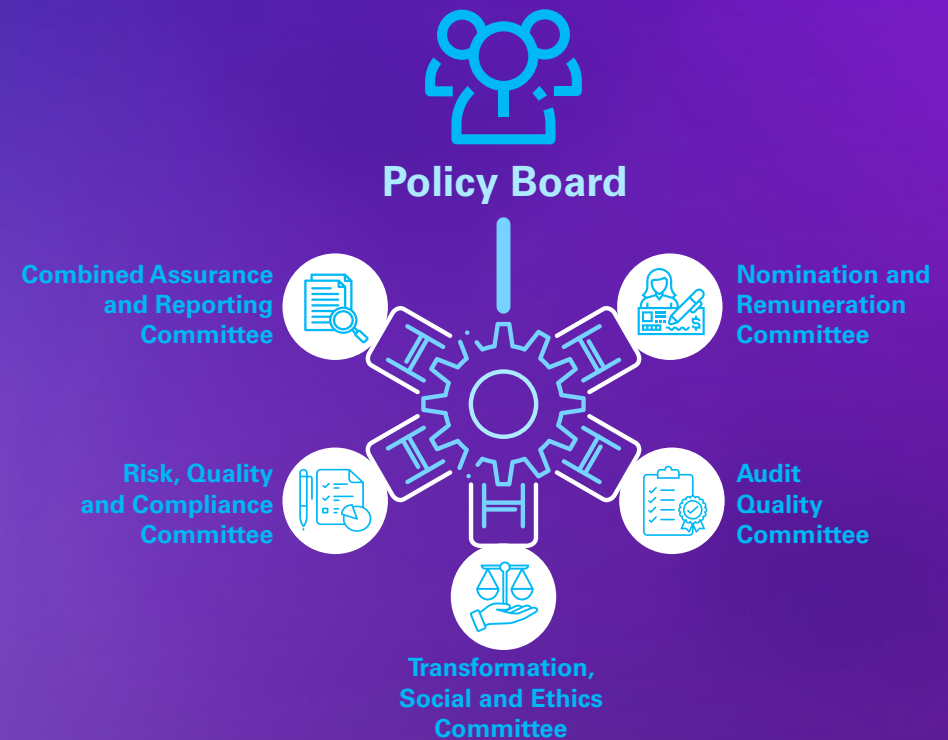 Policy Board
Combined Assurance
and Reporting
Committee
Nomination and
Remuneration
Committee
Risk, Quality
and Compliance
Committee
Audit
Quality
Committee
Transformation,
Social and Ethics
Committee